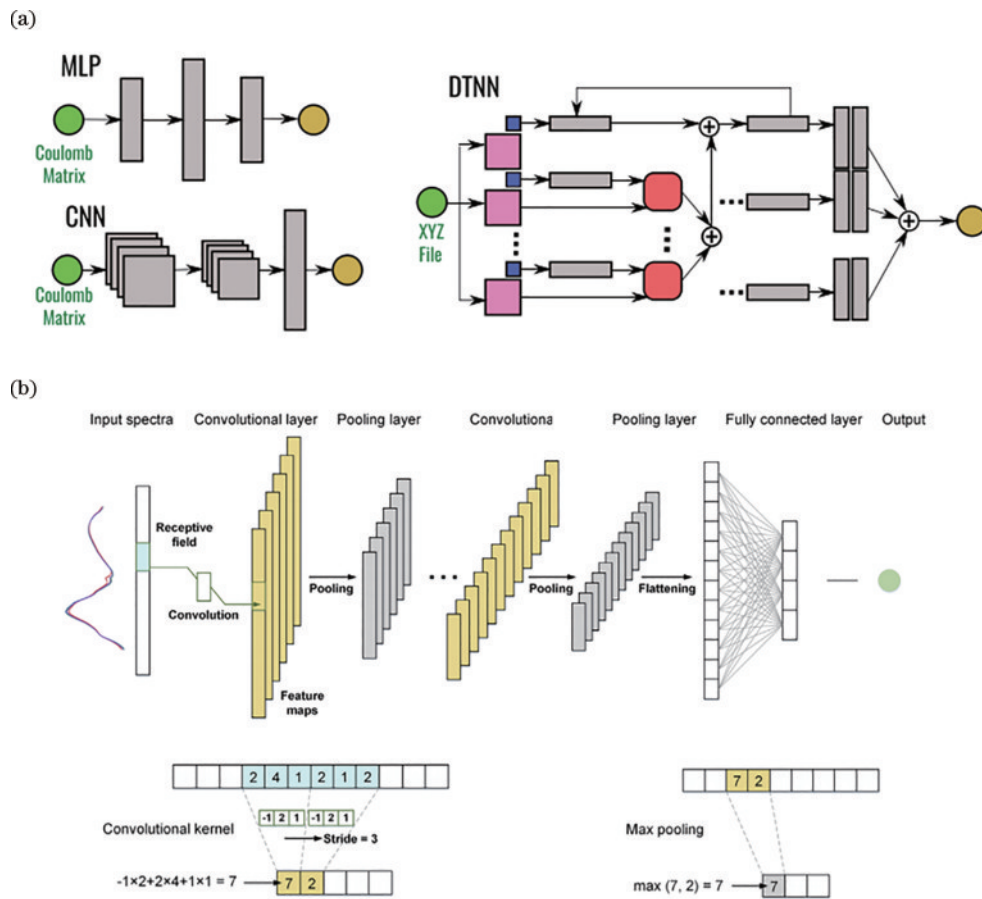 (a)
MLP
Coulomb
Matrix
CNN
Coulomb
Matrix
DTNN
XYZ
File
(b)
Input spectra
Convolutional layer
Pooling layer
Convolutiona
Pooling layer
Fully connected layer
Output
Receptive
field
Convolution
Feature
maps
Pooling
Pooling
Flattening
2 4 1 2 1 2
-1 2 1 -1 2 1
Convolutional kernel
Stride = 3
-1×2+2×4+1×1 = 7
7 2
7 2
Max pooling
max (7, 2) = 7
7